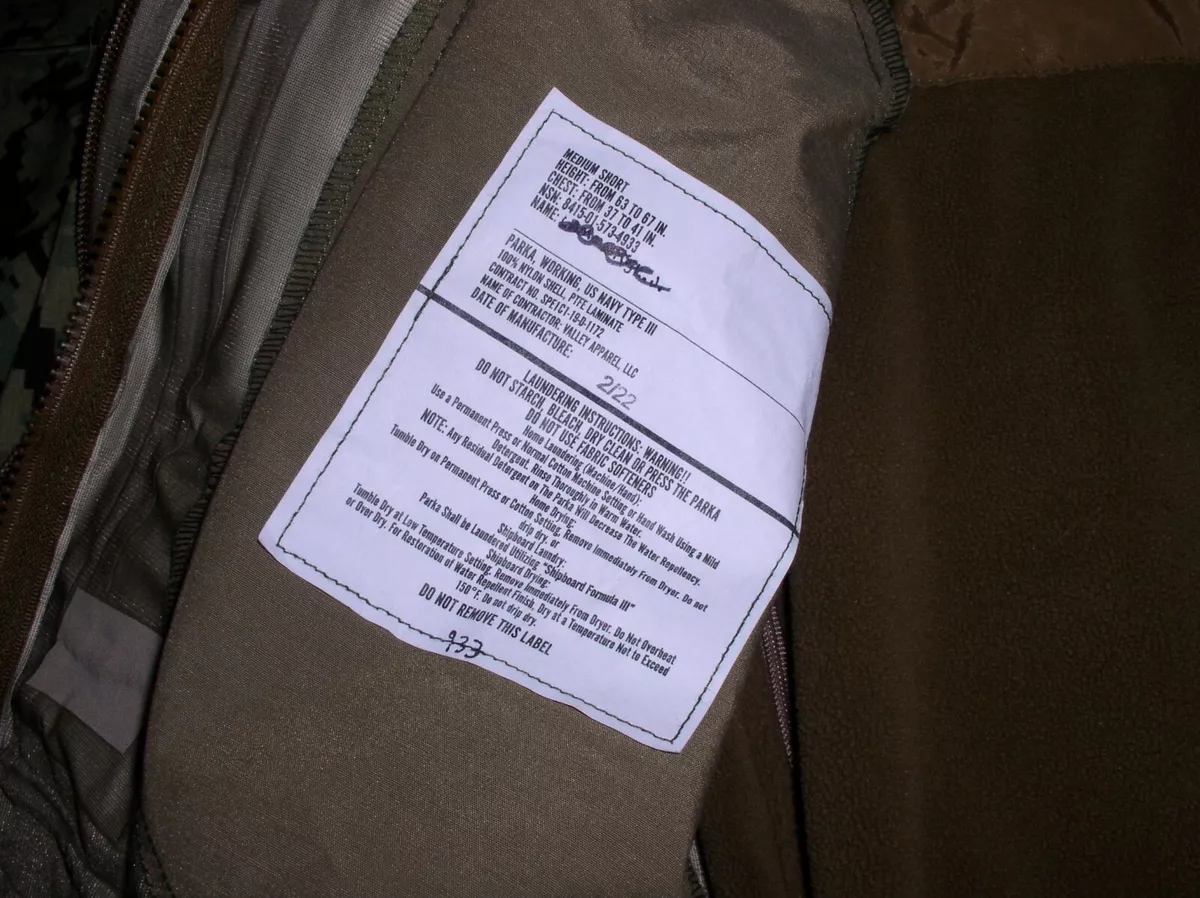 MEDIUM SHORT
HEIGHT: FROM 63 TO 67 IN.
CHEST: FROM 37 TO 41 IN.
NSN: 8415-01-573-4933
NAME:
PARKA, WORKING, US NAVY TYPE III
100% NYLON SHELL, PTFE LAMINATE
CONTRACT NO. SPE1C1-19-D-1172
NAME OF CONTRACTOR: VALLEY APPAREL, LLC
DATE OF MANUFACTURE: 2/22
LAUNDERING INSTRUCTIONS: WARNING!!
DO NOT STARCH, BLEACH, DRY CLEAN OR PRESS THE PARKA
DO NOT USE FABRIC SOFTENERS
Home Laundering (Machine/Hand):
Use a Permanent Press or Normal Cotton Machine Setting or Hand Wash Using a Mild
Detergent. Rinse Thoroughly in Warm Water.
NOTE: Any Residual Detergent on The Parka Will Decrease The Water Repellency.
Home Drying:
Tumble Dry on Permanent Press or Cotton Setting. Remove Immediately From Dryer. Do not
drip dry. or
Shipboard Laundry:
Parka Shall be Laundered Utilizing "Shipboard Formula III"
Shipboard Drying:
Tumble Dry at Low Temperature Setting. Remove Immediately From Dryer. Do Not Overheat
or Over Dry. For Restoration of Water Repellent Finish, Dry at a Temperature Not to Exceed
150°F. Do not drip dry.
DO NOT REMOVE THIS LABEL
933